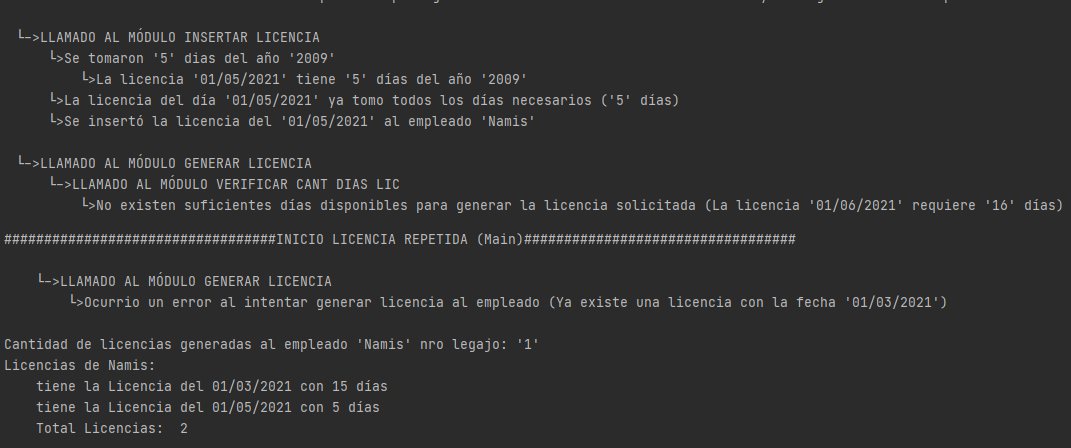 └->LLAMADO AL MÓDULO INSERTAR LICENCIA
└>Se tomaron '5' dias del año '2009'
└>La licencia '01/05/2021' tiene '5' días del año '2009'
└>La licencia del día '01/05/2021' ya tomo todos los días necesarios ('5' días)
└>Se insertó la licencia del '01/05/2021' al empleado 'Namis'
└->LLAMADO AL MÓDULO GENERAR LICENCIA
└->LLAMADO AL MÓDULO VERIFICAR CANT DIAS LIC
└>No existen suficientes días disponibles para generar la licencia solicitada (La licencia '01/06/2021' requiere '16' días)
##################################INICIO LICENCIA REPETIDA (Main)##################################
└->LLAMADO AL MÓDULO GENERAR LICENCIA
└>Ocurrio un error al intentar generar licencia al empleado (Ya existe una licencia con la fecha '01/03/2021')
Cantidad de licencias generadas al empleado 'Namis' nro legajo: '1'
Licencias de Namis:
tiene la Licencia del 01/03/2021 con 15 días
tiene la Licencia del 01/05/2021 con 5 días
Total Licencias:  2